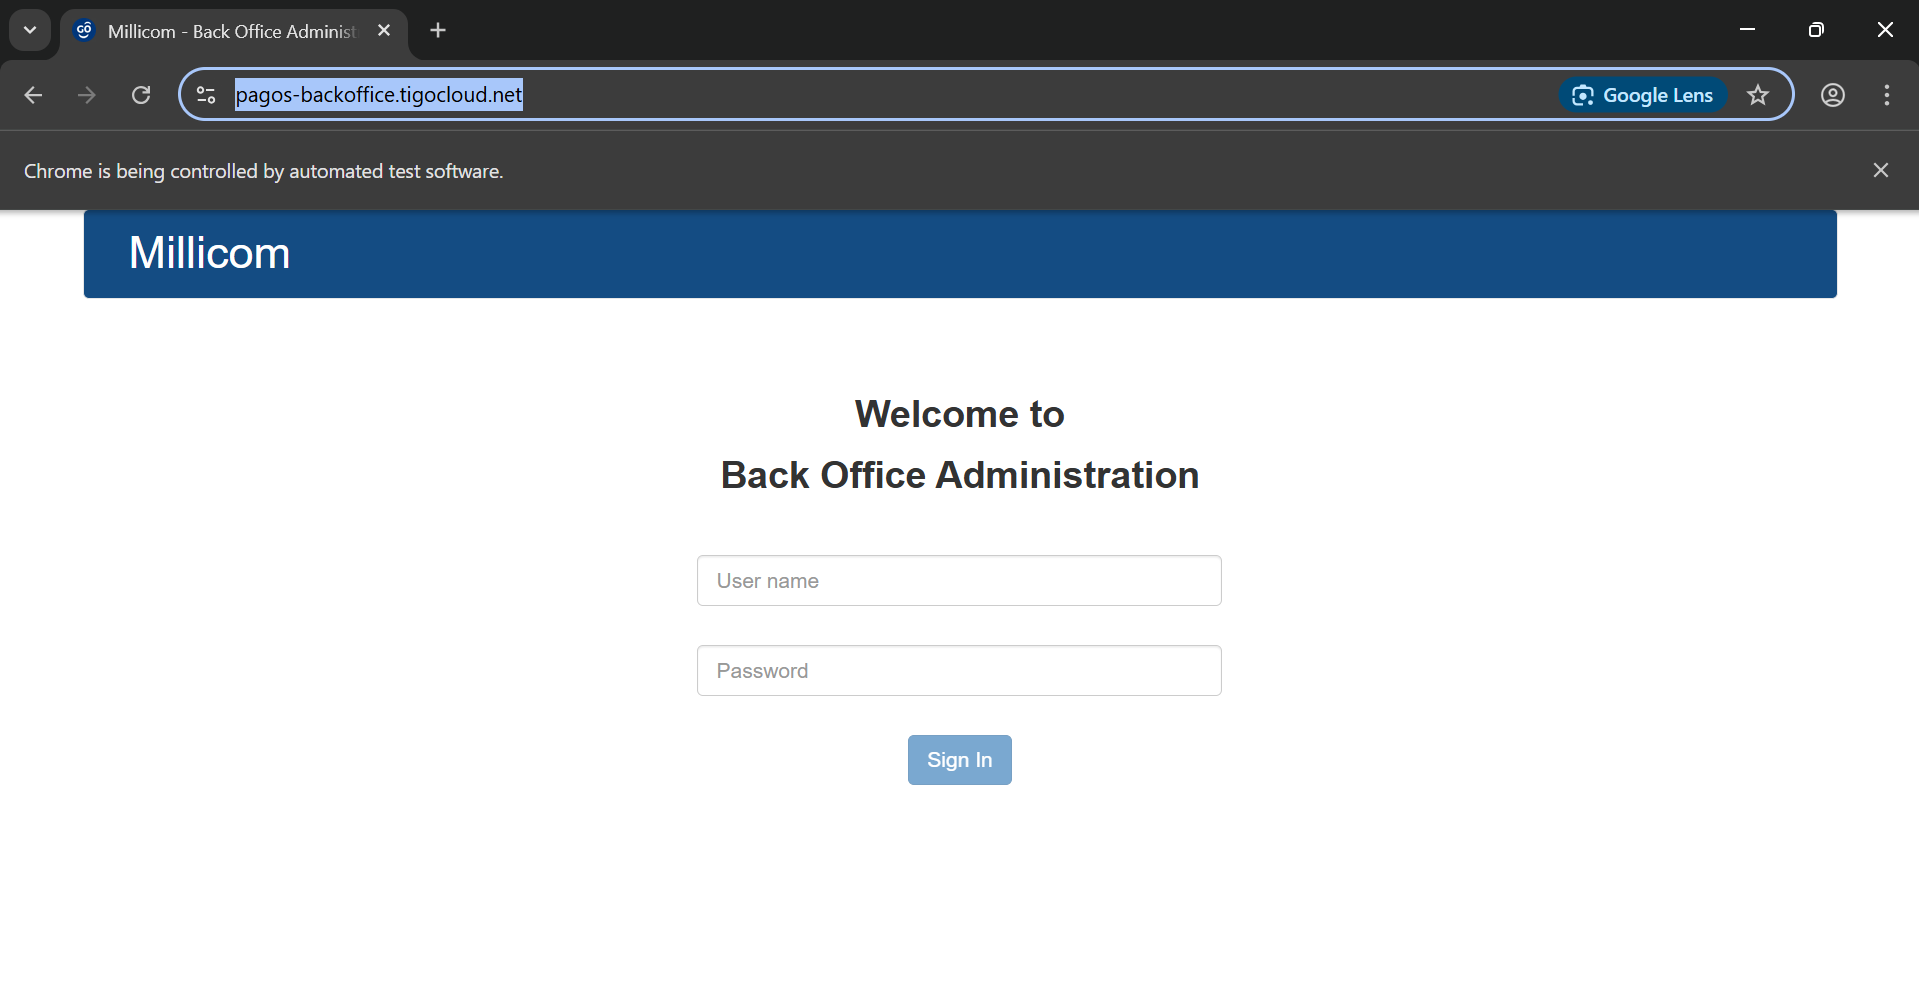 GO
Millicom - Back Office Administ
pagos-backoffice.tigocloud.net
Google Lens
Chrome is being controlled by automated test software.
Millicom
Welcome to
Back Office Administration
User name
Password
Sign In